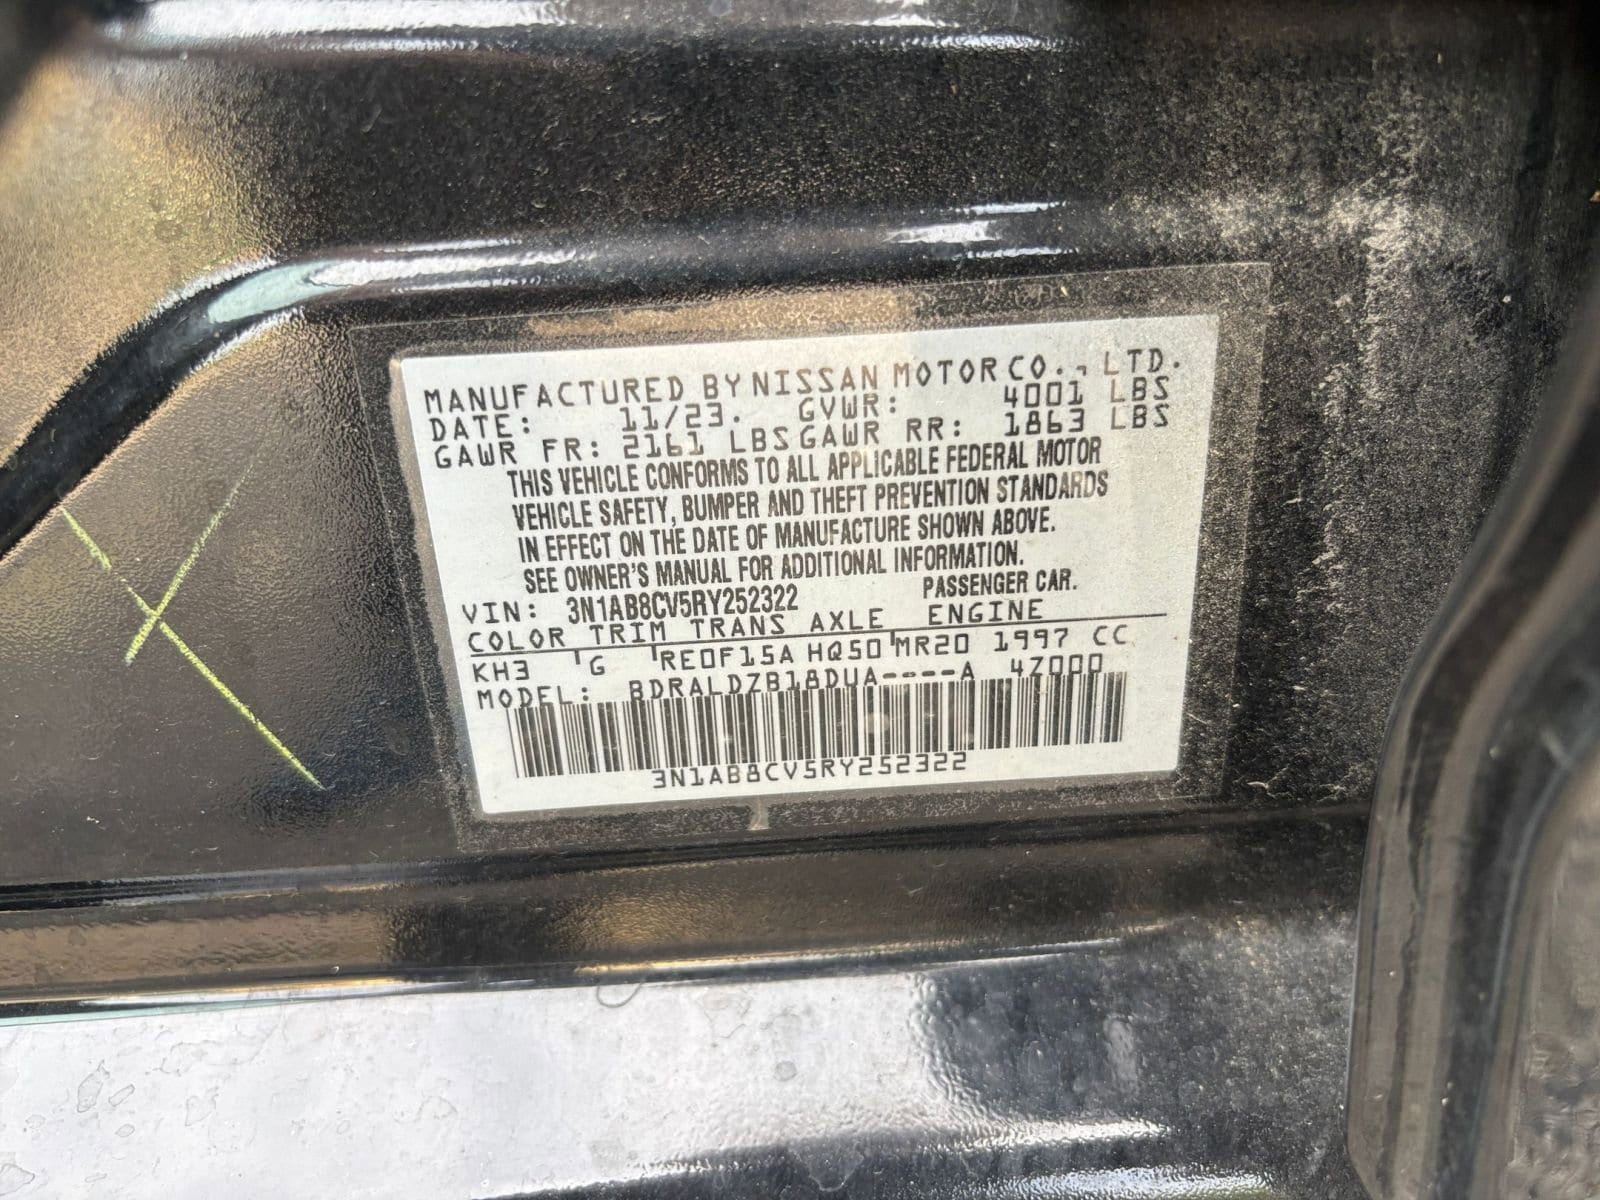 MANUFACTURED BY NISSAN MOTOR CO., LTD.
DATE: 11/23. GVWR: 4001 LBS
GAWR FR: 2161 LBS GAWR RR: 1863 LBS
THIS VEHICLE CONFORMS TO ALL APPLICABLE FEDERAL MOTOR
VEHICLE SAFETY, BUMPER AND THEFT PREVENTION STANDARDS
IN EFFECT ON THE DATE OF MANUFACTURE SHOWN ABOVE.
SEE OWNER'S MANUAL FOR ADDITIONAL INFORMATION.
VIN: 3N1AB8CV5RY252322 PASSENGER CAR.
COLOR TRIM TRANS AXLE ENGINE
KH3 G RE0F15A HQ50 MR20 1997 CC
MODEL: BDRALDZB18DUA----A 4Z000
3N1AB8CV5RY252322